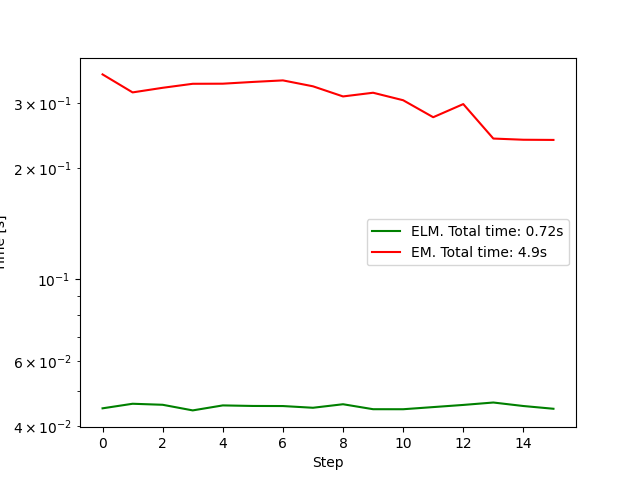 3 × 10⁻¹
2 × 10⁻¹
10⁻¹
6 × 10⁻²
4 × 10⁻²
ELM. Total time: 0.72s
EM. Total time: 4.9s
0 2 4 6 8 10 12 14
Step